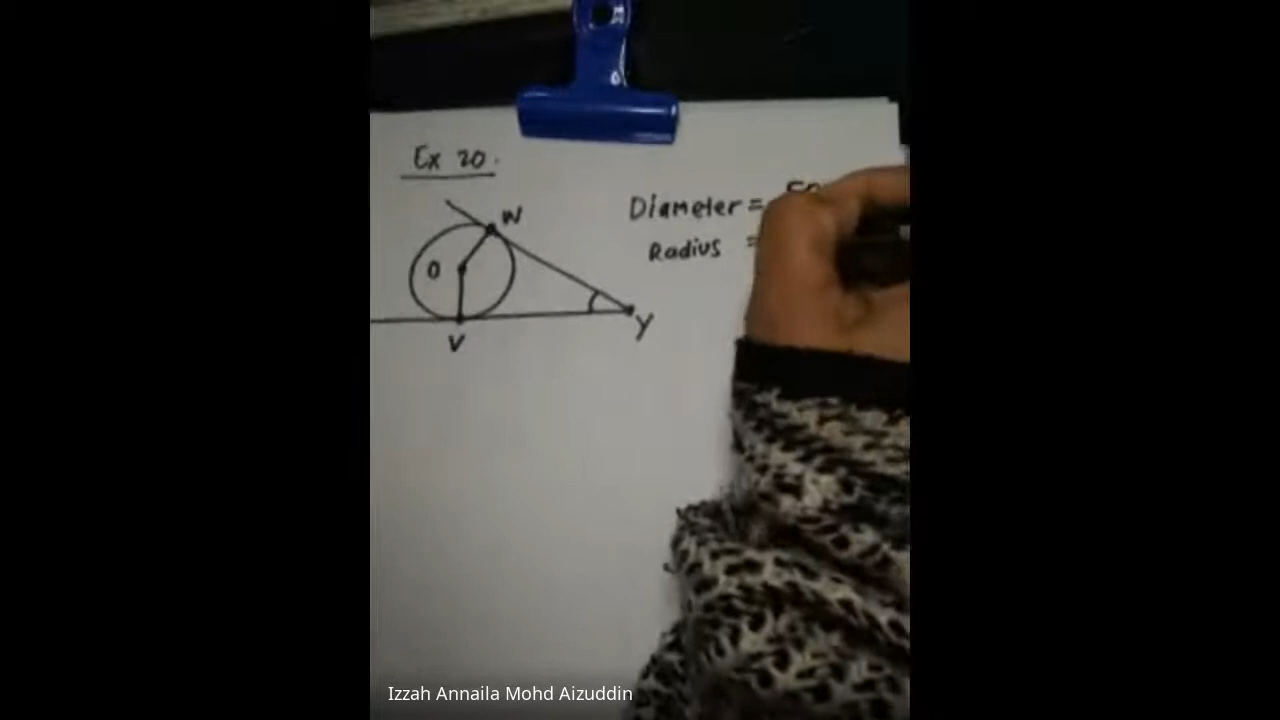 Ex 20.
W
O
V
Y
Diameter =
Radius =
Izzah Annaila Mohd Aizuddin